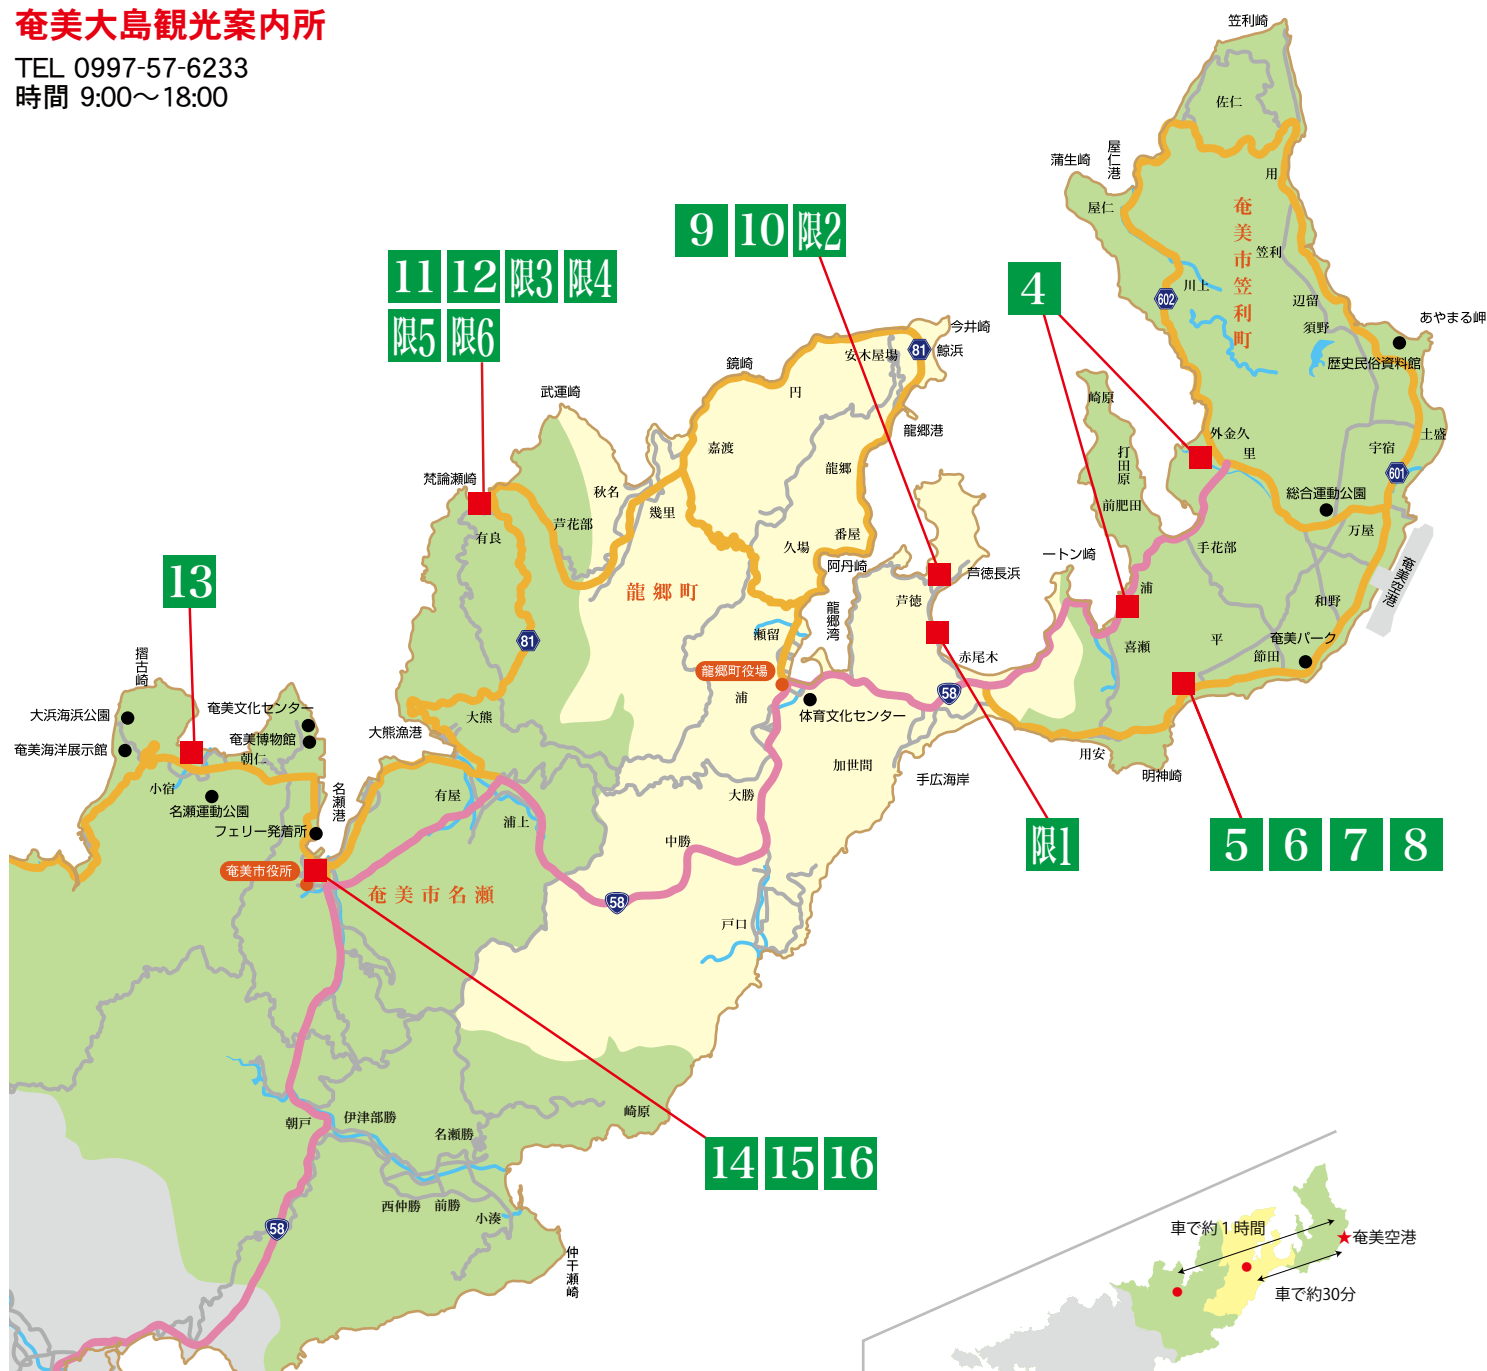 奄美大島観光案内所
TEL 0997-57-6233
時間 9:00〜18:00
笠利崎
佐仁
屋仁港
蒲生崎
屋仁
用
奄美市笠利町
笠利
川上
602
辺留
須野
あやまる岬
歴史民俗資料館
土盛
宇宿
601
外金久
里
崎原
打田原
前肥田
総合運動公園
万屋
手花部
奄美空港
和野
奄美パーク
節田
平
浦
喜瀬
明神崎
用安
4
9 10 限2
11 12 限3 限4
限5 限6
今井崎
81
鯨浜
安木屋場
鏡崎
円
武運崎
嘉渡
龍郷港
龍郷
秋名
幾里
芦花部
梵論瀬崎
有良
久場
番屋
阿丹崎
芦徳長浜
芦徳
一トン崎
龍郷町
龍郷湾
瀬留
赤尾木
龍郷町役場
浦
58
体育文化センター
加世間
手広海岸
大勝
中勝
戸口
13
摺古崎
大浜海浜公園
奄美海洋展示館
奄美文化センター
奄美博物館
朝仁
小宿
名瀬運動公園
フェリー発着所
名瀬港
大熊漁港
大熊
81
有屋
浦上
奄美市役所
奄美市名瀬
58
限1
5 6 7 8
14 15 16
崎原
朝戸
伊津部勝
名瀬勝
西仲勝
前勝
小湊
58
仲干瀬崎
車で約1時間
奄美空港
車で約30分